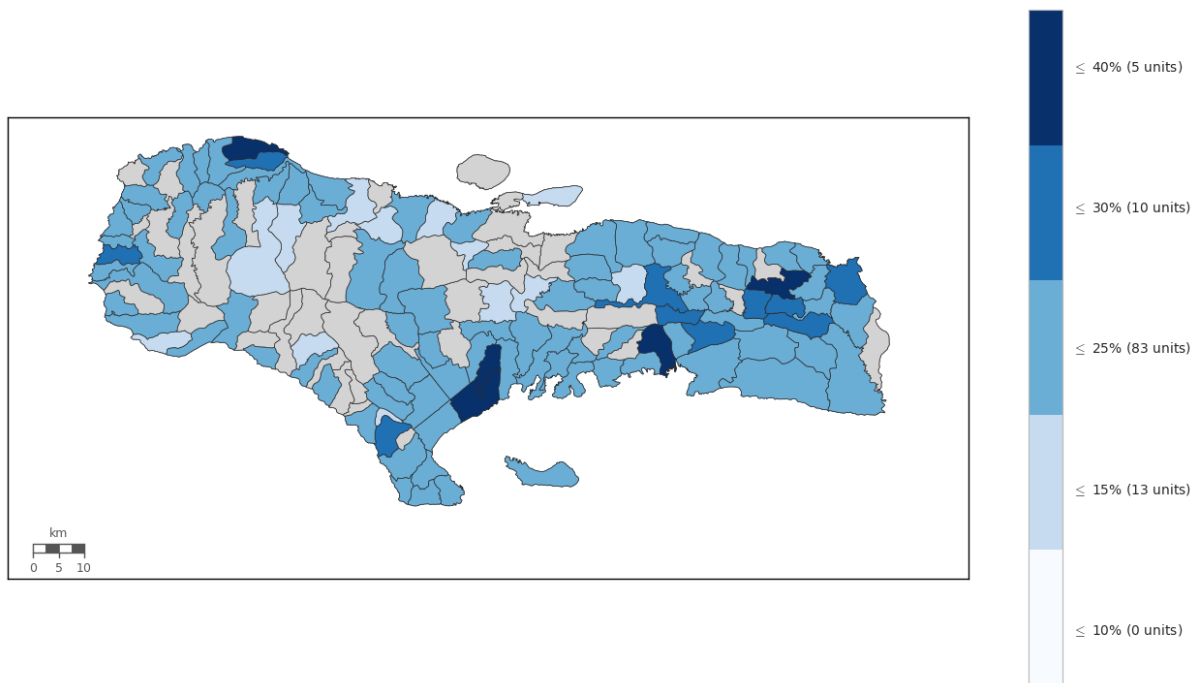 ≤ 40% (5 units)
≤ 30% (10 units)
≤ 25% (83 units)
≤ 15% (13 units)
≤ 10% (0 units)
km
0 5 10